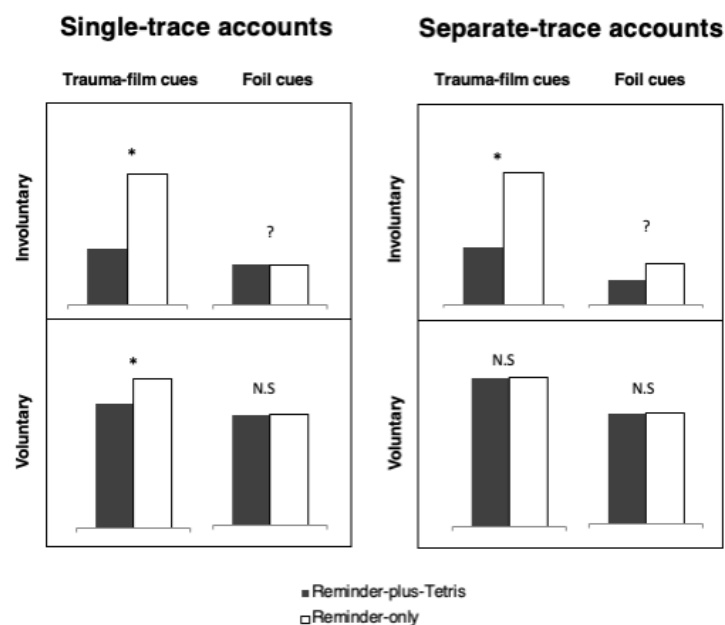 Single-trace accounts
Trauma-film cues Foil cues
Involuntary
*
?
Voluntary
*
N.S
Separate-trace accounts
Trauma-film cues Foil cues
Involuntary
*
?
Voluntary
N.S
N.S
Reminder-plus-Tetris
Reminder-only